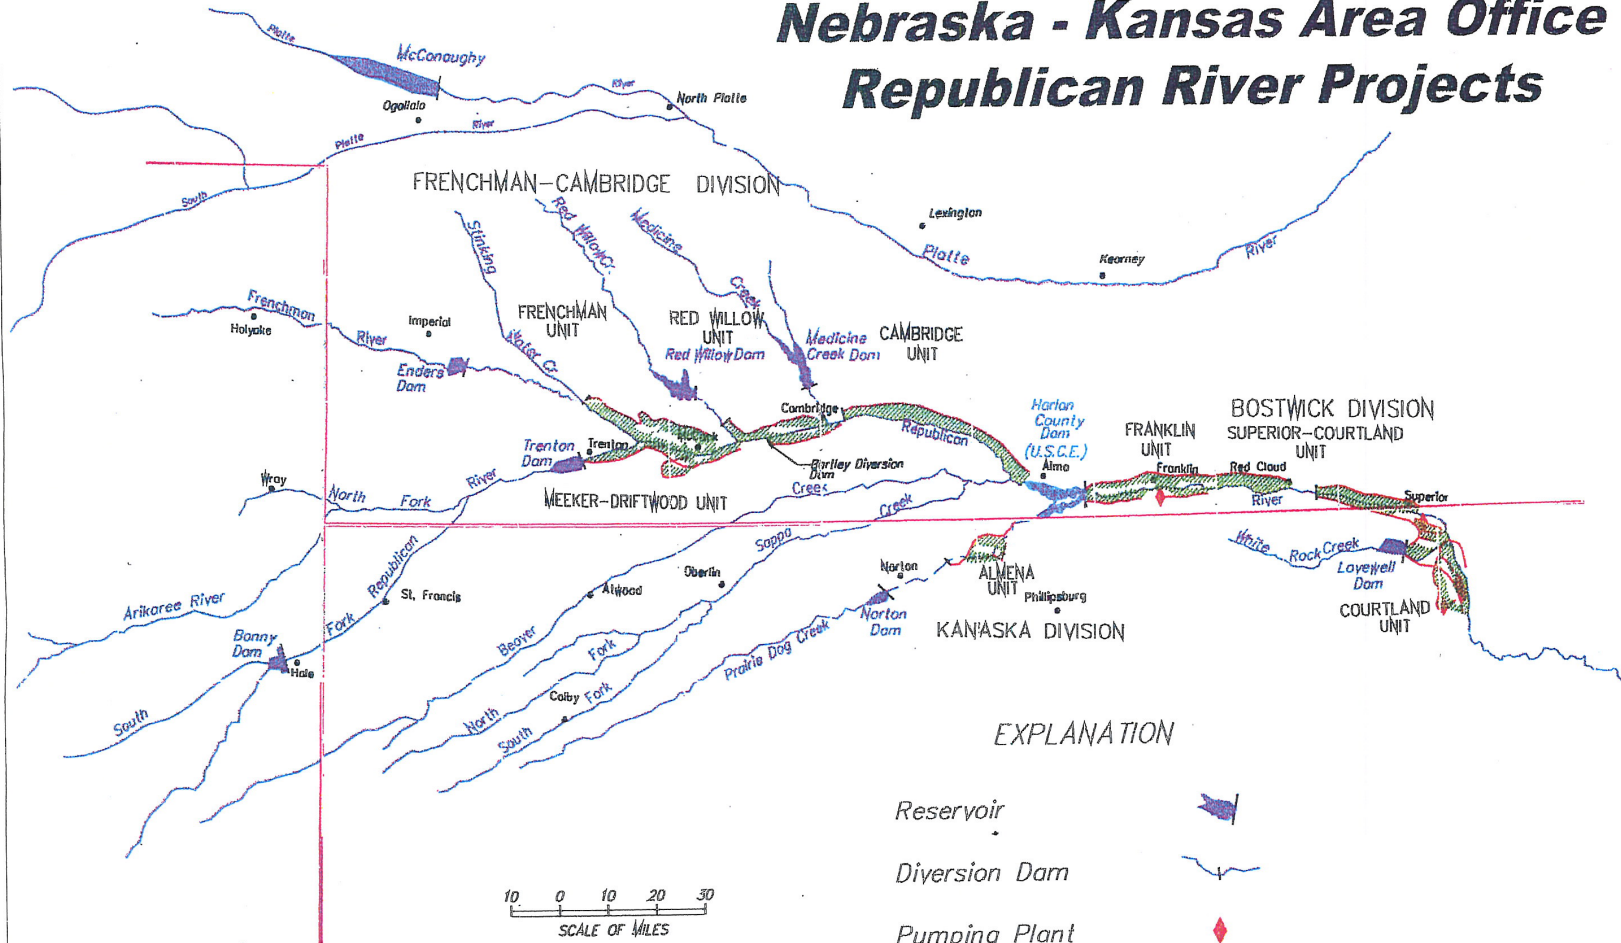 Nebraska - Kansas Area Office
Republican River Projects
Platte
McConaughy
River
Ogallala
North Platte
River
Platte
South
FRENCHMAN-CAMBRIDGE DIVISION
Lexington
Platte
Kearney
River
Stinking
Water Cr.
Red Willow Cr.
Medicine
Creek
Frenchman
River
Holyoke
Imperial
Enders
Dam
FRENCHMAN
UNIT
RED WILLOW
UNIT
Red Willow Dam
Medicine
Creek Dam
CAMBRIDGE
UNIT
Cambridge
Republican
Harlan
County
Dam
(U.S.C.E.)
Alma
BOSTWICK DIVISION
SUPERIOR-COURTLAND
UNIT
FRANKLIN
UNIT
Franklin
Red Cloud
River
Superior
Trenton
Dam
Trenton
Bartley Diversion
Dam
MEEKER-DRIFTWOOD UNIT
Wray
North
Fork
River
Republican
Fork
South
St. Francis
Arikaree River
Bonny
Dam
Hale
Creek
Beaver
Atwood
Sappa
Creek
Oberlin
North
Fork
South
Fork
Colby
Prairie Dog Creek
Norton
Norton
Dam
ALMENA
UNIT
Phillipsburg
KANASKA DIVISION
White
Rock Creek
Lovewell
Dam
COURTLAND
UNIT
EXPLANATION
Reservoir
Diversion Dam
Pumping Plant
10 0 10 20 30
SCALE OF MILES